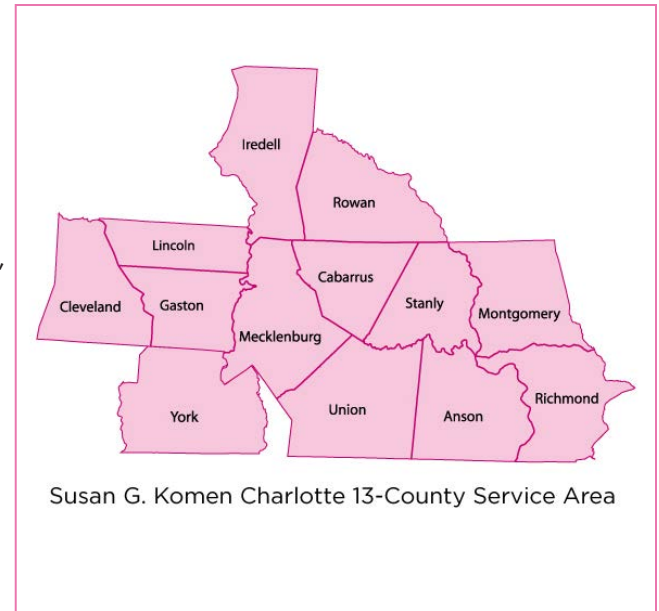 Iredell
Rowan
Lincoln
Cabarrus
Cleveland
Gaston
Stanly
Montgomery
Mecklenburg
Richmond
York
Union
Anson
Susan G. Komen Charlotte 13-County Service Area